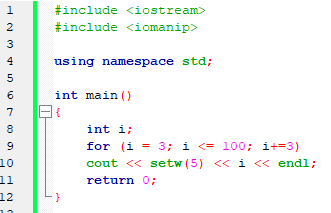 1 #include <iostream>
2 #include <iomanip>
3
4 using namespace std;
5
6 int main()
7 {
8 int i;
9 for (i = 3; i <= 100; i+=3)
10 cout << setw(5) << i << endl;
11 return 0;
12 }